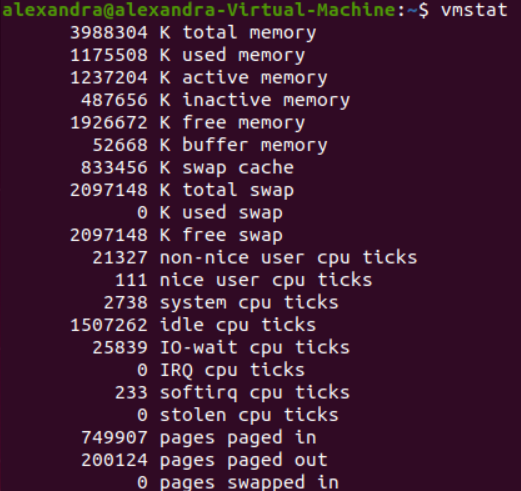 alexandra@alexandra-Virtual-Machine:~$ vmstat
3988304 K total memory
1175508 K used memory
1237204 K active memory
487656 K inactive memory
1926672 K free memory
52668 K buffer memory
833456 K swap cache
2097148 K total swap
0 K used swap
2097148 K free swap
21327 non-nice user cpu ticks
111 nice user cpu ticks
2738 system cpu ticks
1507262 idle cpu ticks
25839 IO-wait cpu ticks
0 IRQ cpu ticks
233 softirq cpu ticks
0 stolen cpu ticks
749907 pages paged in
200124 pages paged out
0 pages swapped in